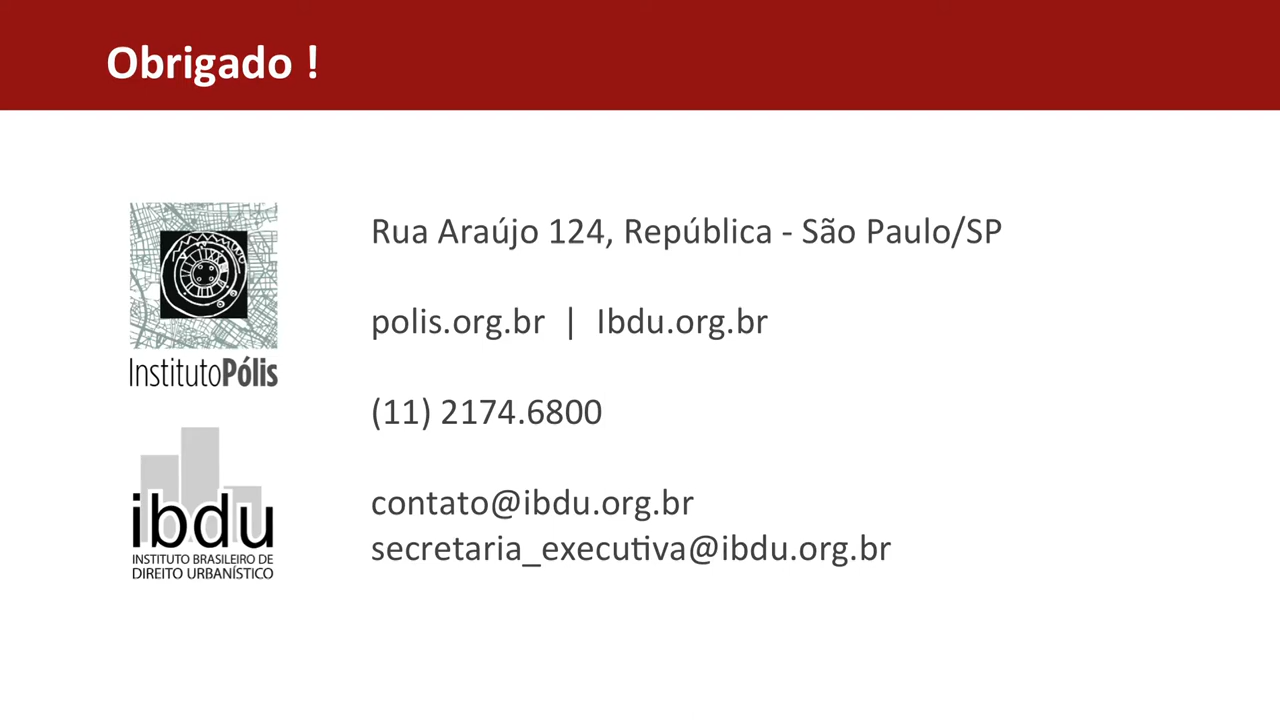 Obrigado !
Rua Araújo 124, República - São Paulo/SP
polis.org.br | Ibdu.org.br
(11) 2174.6800
contato@ibdu.org.br
secretaria_executiva@ibdu.org.br
InstitutoPólis
ibdu
INSTITUTO BRASILEIRO DE
DIREITO URBANÍSTICO